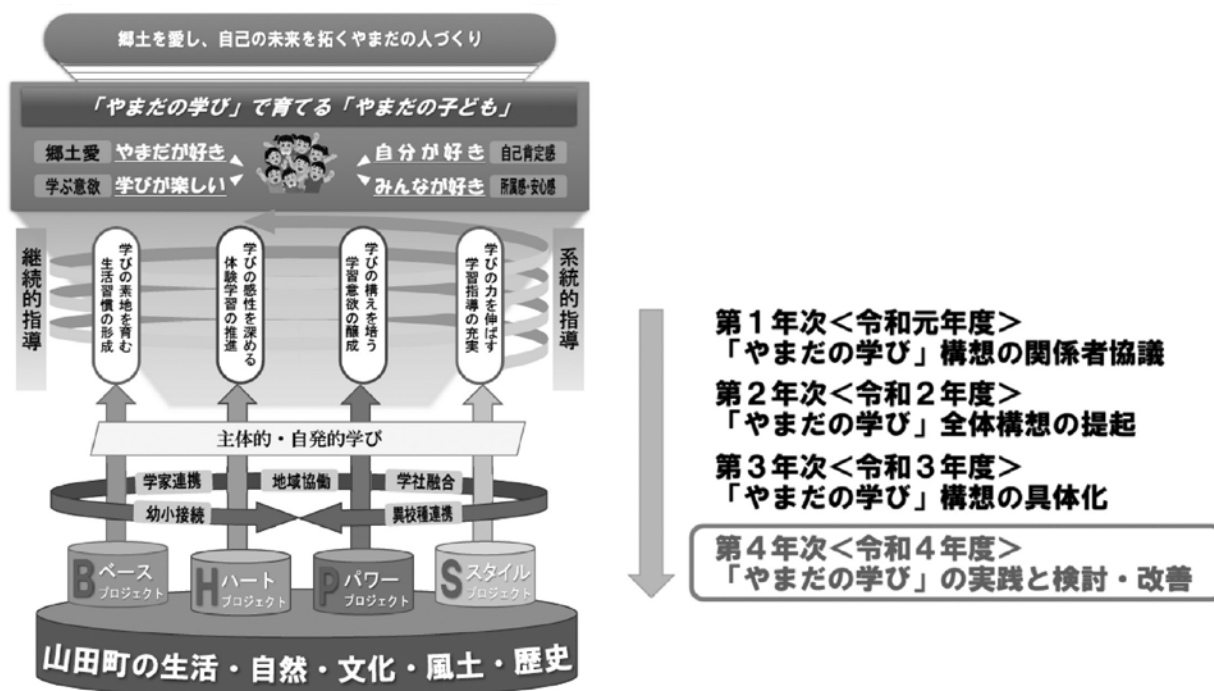 郷土を愛し、自己の未来を拓くやまだの人づくり
「やまだの学び」で育てる「やまだの子ども」
郷土愛 やまだが好き
自分が好き 自己肯定感
学ぶ意欲 学びが楽しい
みんなが好き 所属感・安心感
継続的指導
学びの素地を育む
生活習慣の形成
学びの感性を深める
体験学習の推進
学びの構えを培う
学習意欲の醸成
学びの力を伸ばす
学習指導の充実
系統的指導
主体的・自発的学び
学家連携 地域協働 学社融合
幼小接続 異校種連携
B ベース
プロジェクト
H ハート
プロジェクト
P パワー
プロジェクト
S スタイル
プロジェクト
山田町の生活・自然・文化・風土・歴史
第1年次<令和元年度>
「やまだの学び」構想の関係者協議
第2年次<令和2年度>
「やまだの学び」全体構想の提起
第3年次<令和3年度>
「やまだの学び」構想の具体化
第4年次<令和4年度>
「やまだの学び」の実践と検討・改善